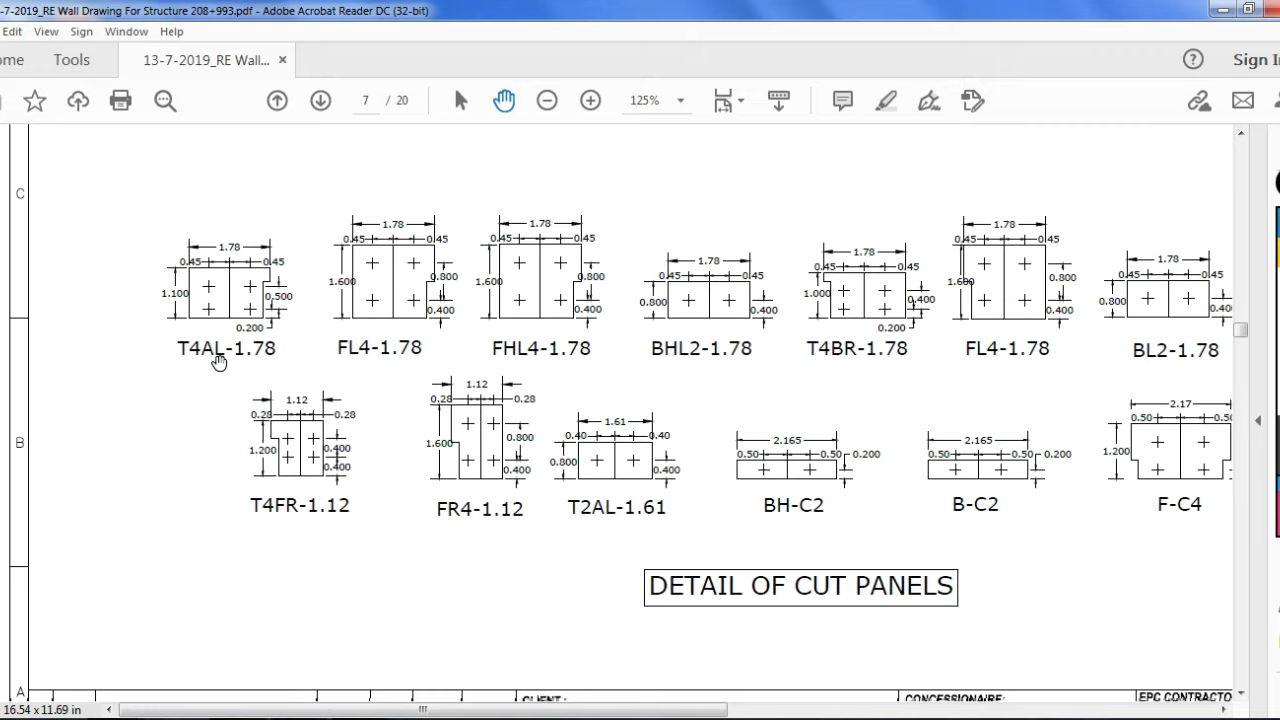 -7-2019_RE Wall Drawing For Structure 208+993.pdf - Adobe Acrobat Reader DC (32-bit)
Edit View Sign Window Help
ome Tools 13-7-2019_RE Wall... × Sign I
7 / 20 125%
C
1.78 1.78 1.78 1.78 1.78 1.78 1.78
0.45 0.45 0.45 0.45 0.45 0.45 0.45 0.45 0.45 0.45 0.45 0.45 0.45 0.45
1.100 0.500 0.200 1.600 0.800 0.400 1.600 0.800 0.400 0.800 0.400 1.000 0.400 0.200 1.600 0.800 0.400 0.800 0.400
T4AL-1.78 FL4-1.78 FHL4-1.78 BHL2-1.78 T4BR-1.78 FL4-1.78 BL2-1.78
B
1.12 1.12 1.61 2.165 2.165 2.17
0.28 0.28 0.28 0.28 0.40 0.40 0.50 0.50 0.50 0.50 0.50 0.50
1.200 0.400 0.400 1.600 0.800 0.400 0.800 0.400 0.200 0.200 1.200
T4FR-1.12 FR4-1.12 T2AL-1.61 BH-C2 B-C2 F-C4
DETAIL OF CUT PANELS
A
CLIENT : CONCESSIONAIRE: EPC CONTRACTO
16.54 x 11.69 in